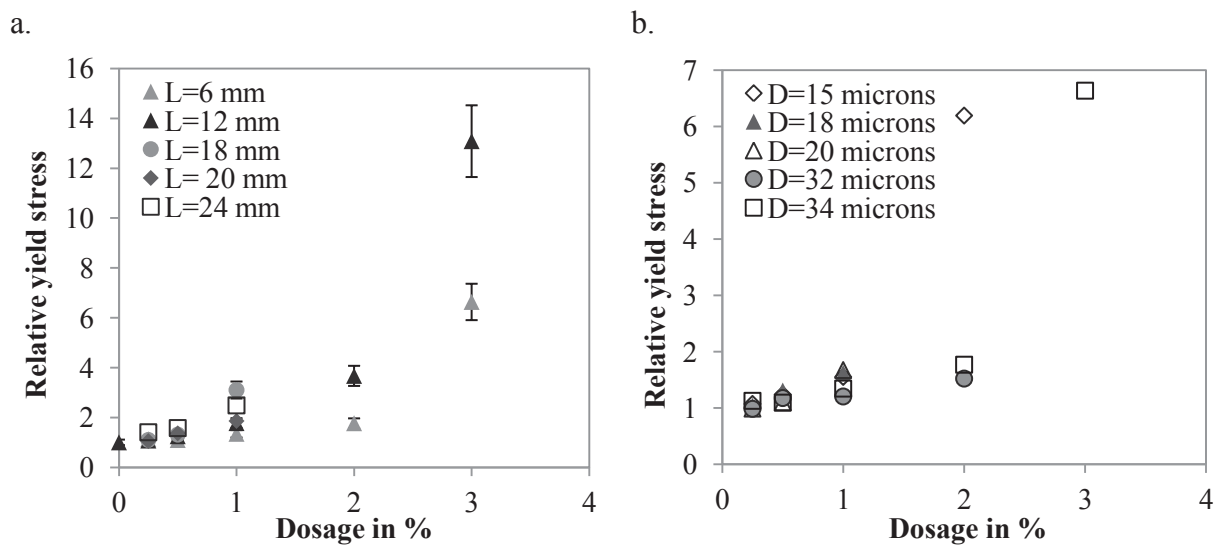 a.
Relative yield stress
16
14
12
10
8
6
4
2
0
L=6 mm
L=12 mm
L=18 mm
L= 20 mm
L=24 mm
0 1 2 3 4
Dosage in %
b.
Relative yield stress
7
6
5
4
3
2
1
0
D=15 microns
D=18 microns
D=20 microns
D=32 microns
D=34 microns
0 1 2 3 4
Dosage in %